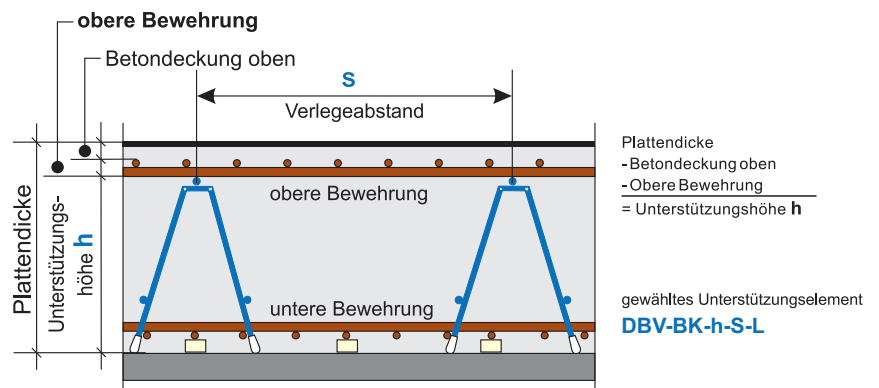 obere Bewehrung
Betondeckung oben
S
Verlegeabstand
Plattendicke
Unterstützungs-
höhe h
obere Bewehrung
untere Bewehrung
Plattendicke
-Betondeckung oben
-Obere Bewehrung
= Unterstützungshöhe h
gewähltes Unterstützungselement
DBV-BK-h-S-L